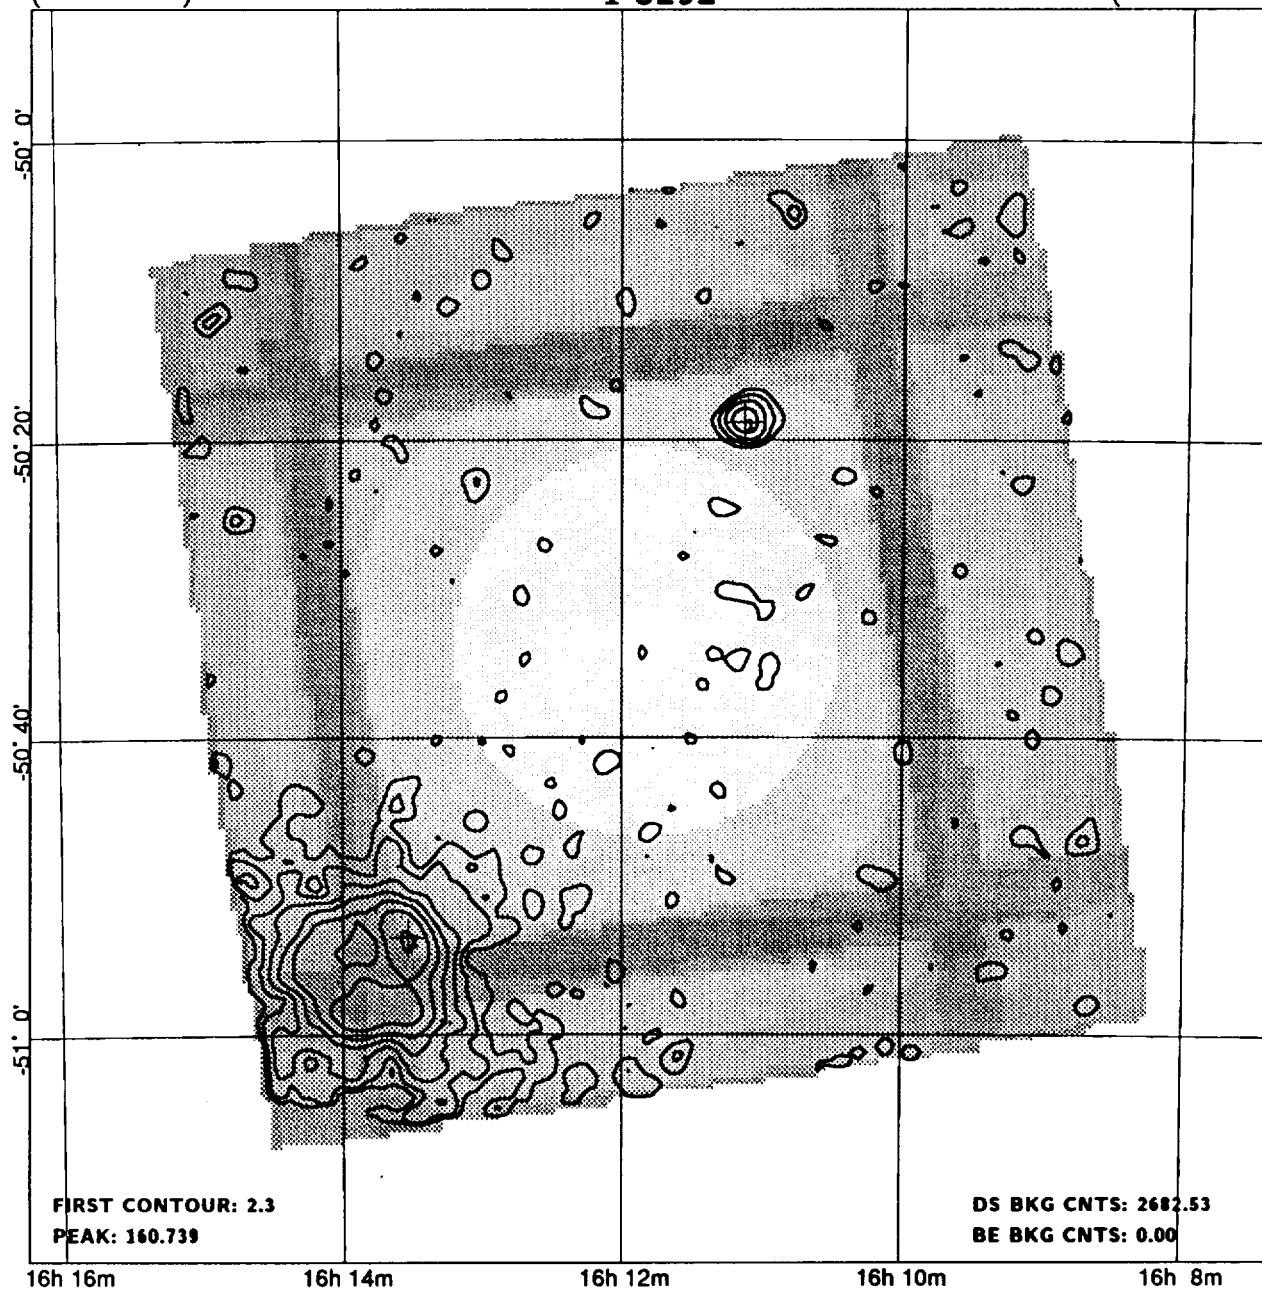 -50° 0'
-50° 20'
-50° 40'
-51° 0'
FIRST CONTOUR: 2.3
PEAK: 160.739
DS BKG CNTS: 2682.53
BE BKG CNTS: 0.00
16h 16m
16h 14m
16h 12m
16h 10m
16h 8m